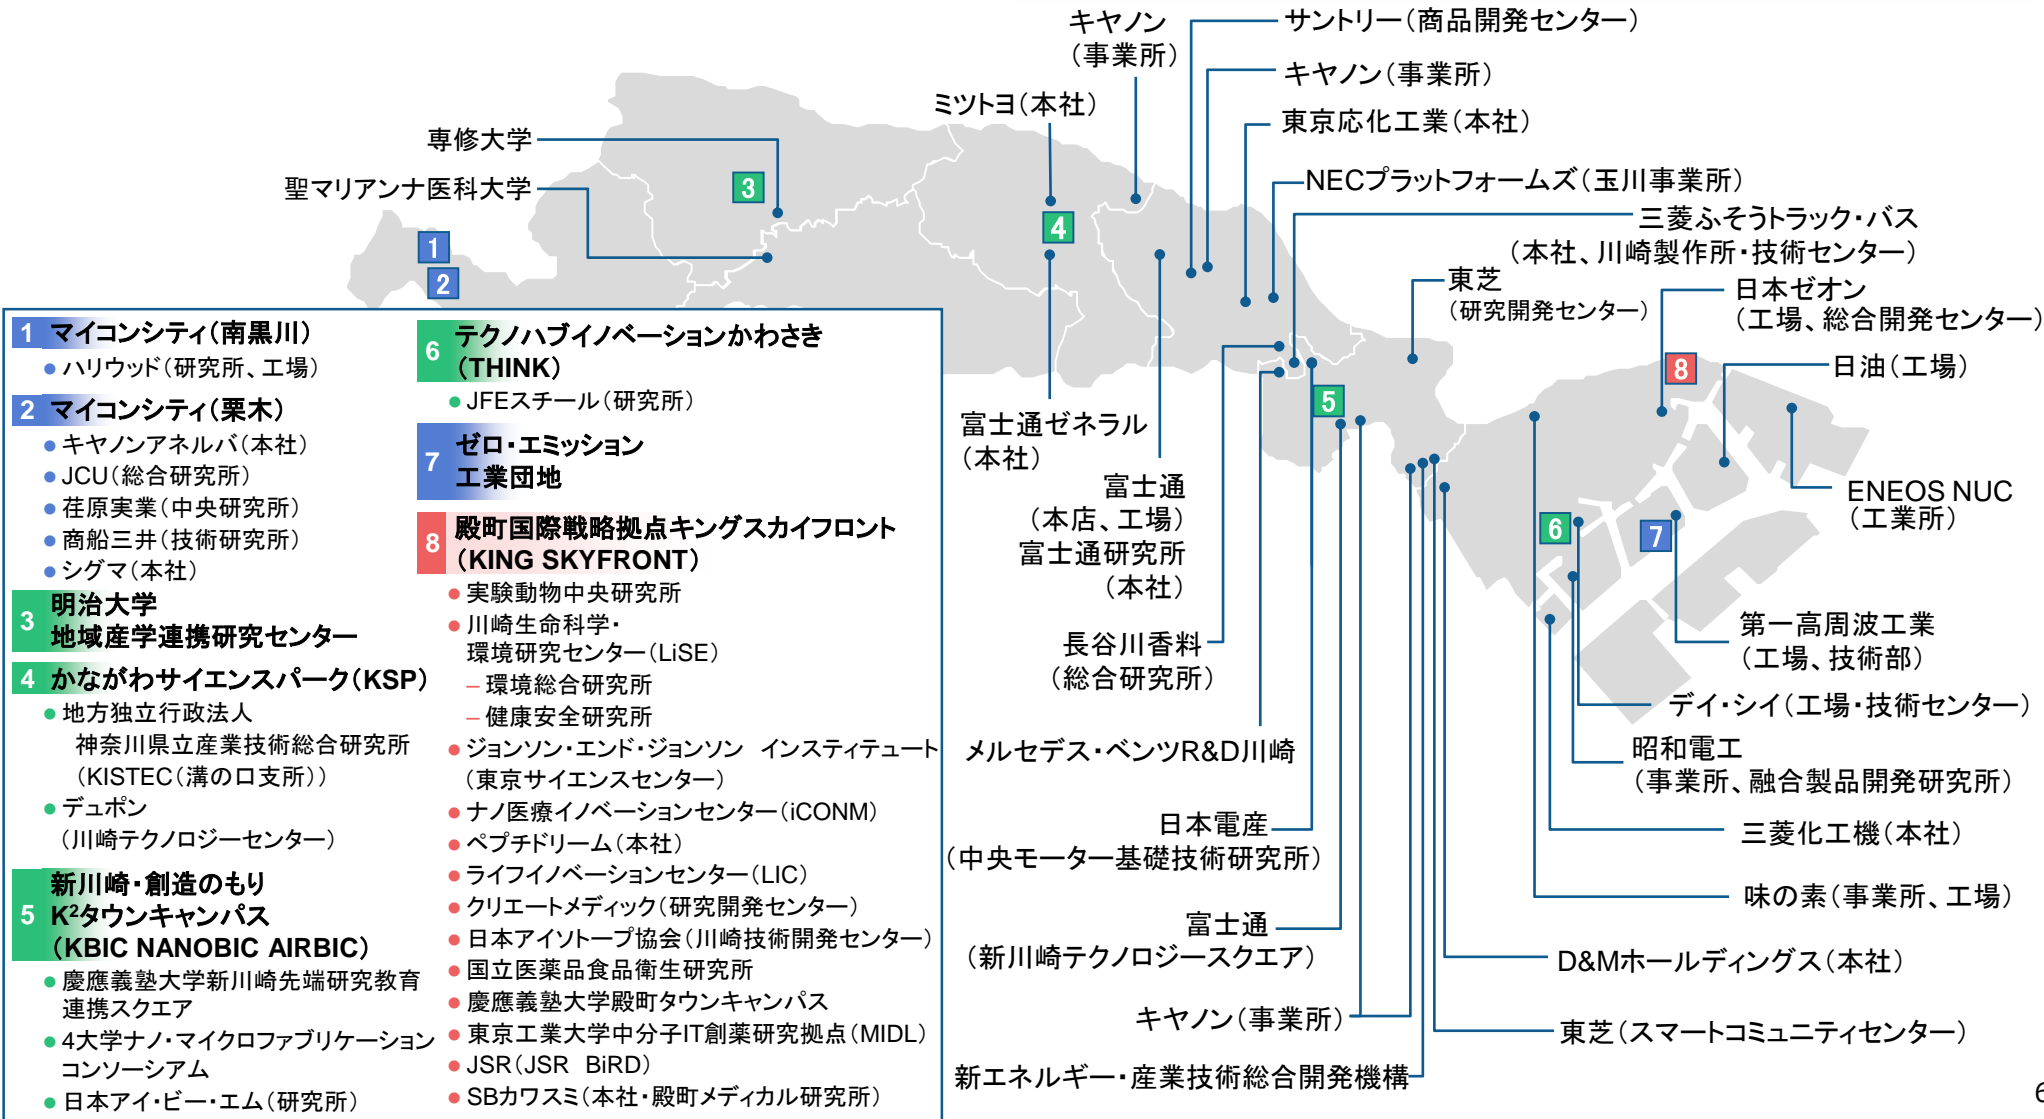 キヤノン
（事業所）
サントリー（商品開発センター）
キヤノン（事業所）
ミツトヨ（本社）
東京応化工業（本社）
専修大学
聖マリアンナ医科大学
NECプラットフォームズ（玉川事業所）
三菱ふそうトラック・バス
（本社、川崎製作所・技術センター）
東芝
（研究開発センター）
日本ゼオン
（工場、総合開発センター）
日油（工場）
ENEOS NUC
（工業所）
3
4
1
2
8
5
6
7
富士通ゼネラル
（本社）
富士通
（本店、工場）
富士通研究所
（本社）
長谷川香料
（総合研究所）
メルセデス・ベンツR&D川崎
日本電産
（中央モーター基礎技術研究所）
富士通
（新川崎テクノロジースクエア）
キヤノン（事業所）
新エネルギー・産業技術総合開発機構
第一高周波工業
（工場、技術部）
デイ・シイ（工場・技術センター）
昭和電工
（事業所、融合製品開発研究所）
三菱化工機（本社）
味の素（事業所、工場）
D&Mホールディングス（本社）
東芝（スマートコミュニティセンター）
1 マイコンシティ（南黒川）
● ハリウッド（研究所、工場）
2 マイコンシティ（栗木）
● キヤノンアネルバ（本社）
● JCU（総合研究所）
● 荏原実業（中央研究所）
● 商船三井（技術研究所）
● シグマ（本社）
3 明治大学
地域産学連携研究センター
4 かながわサイエンスパーク（KSP）
● 地方独立行政法人
神奈川県立産業技術総合研究所
（KISTEC（溝の口支所））
● デュポン
（川崎テクノロジーセンター）
5 新川崎・創造のもり
K²タウンキャンパス
（KBIC NANOBIC AIRBIC）
● 慶應義塾大学新川崎先端研究教育
連携スクエア
● 4大学ナノ・マイクロファブリケーション
コンソーシアム
● 日本アイ・ビー・エム（研究所）
6 テクノハブイノベーションかわさき
（THINK）
● JFEスチール（研究所）
7 ゼロ・エミッション
工業団地
8 殿町国際戦略拠点キングスカイフロント
（KING SKYFRONT）
● 実験動物中央研究所
● 川崎生命科学・
環境研究センター（LiSE）
– 環境総合研究所
– 健康安全研究所
● ジョンソン・エンド・ジョンソン　インスティテュート
（東京サイエンスセンター）
● ナノ医療イノベーションセンター（iCONM）
● ペプチドリーム（本社）
● ライフイノベーションセンター（LIC）
● クリエートメディック（研究開発センター）
● 日本アイソトープ協会（川崎技術開発センター）
● 国立医薬品食品衛生研究所
● 慶應義塾大学殿町タウンキャンパス
● 東京工業大学中分子IT創薬研究拠点（MIDL）
● JSR（JSR BiRD）
● SBカワスミ（本社・殿町メディカル研究所）
6